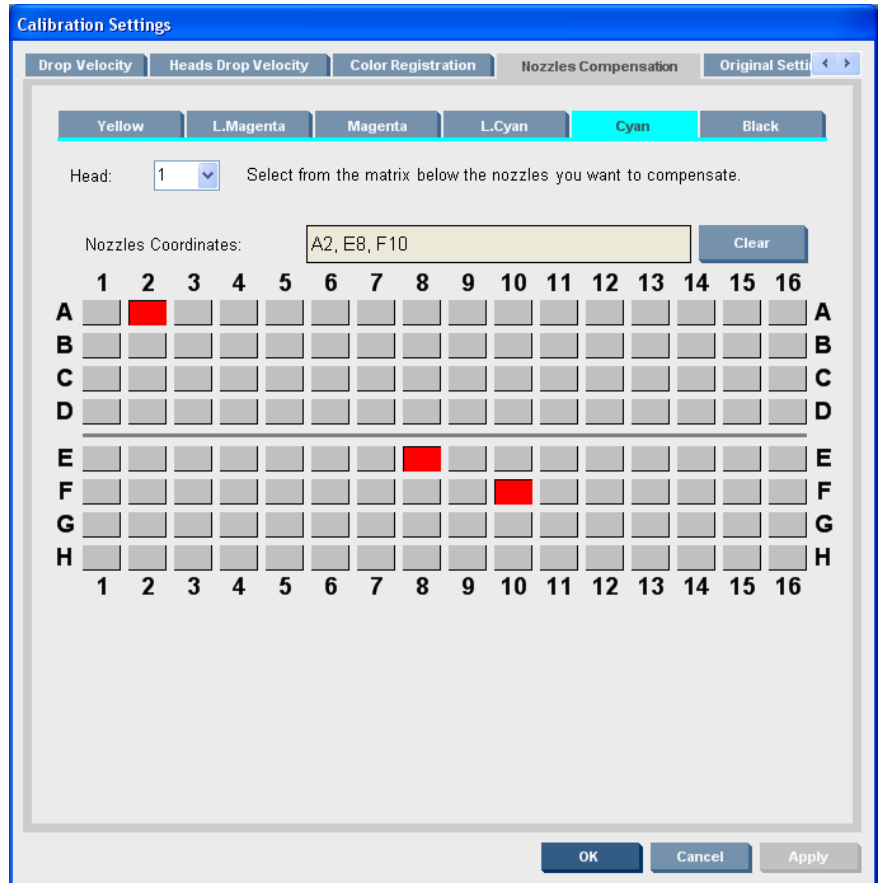 Calibration Settings
Drop Velocity Heads Drop Velocity Color Registration Nozzles Compensation Original Setti
Yellow L.Magenta Magenta L.Cyan Cyan Black
Head: 1 Select from the matrix below the nozzles you want to compensate.
Nozzles Coordinates: A2, E8, F10 Clear
1 2 3 4 5 6 7 8 9 10 11 12 13 14 15 16
A A
B B
C C
D D
E E
F F
G G
H H
1 2 3 4 5 6 7 8 9 10 11 12 13 14 15 16
OK Cancel Apply